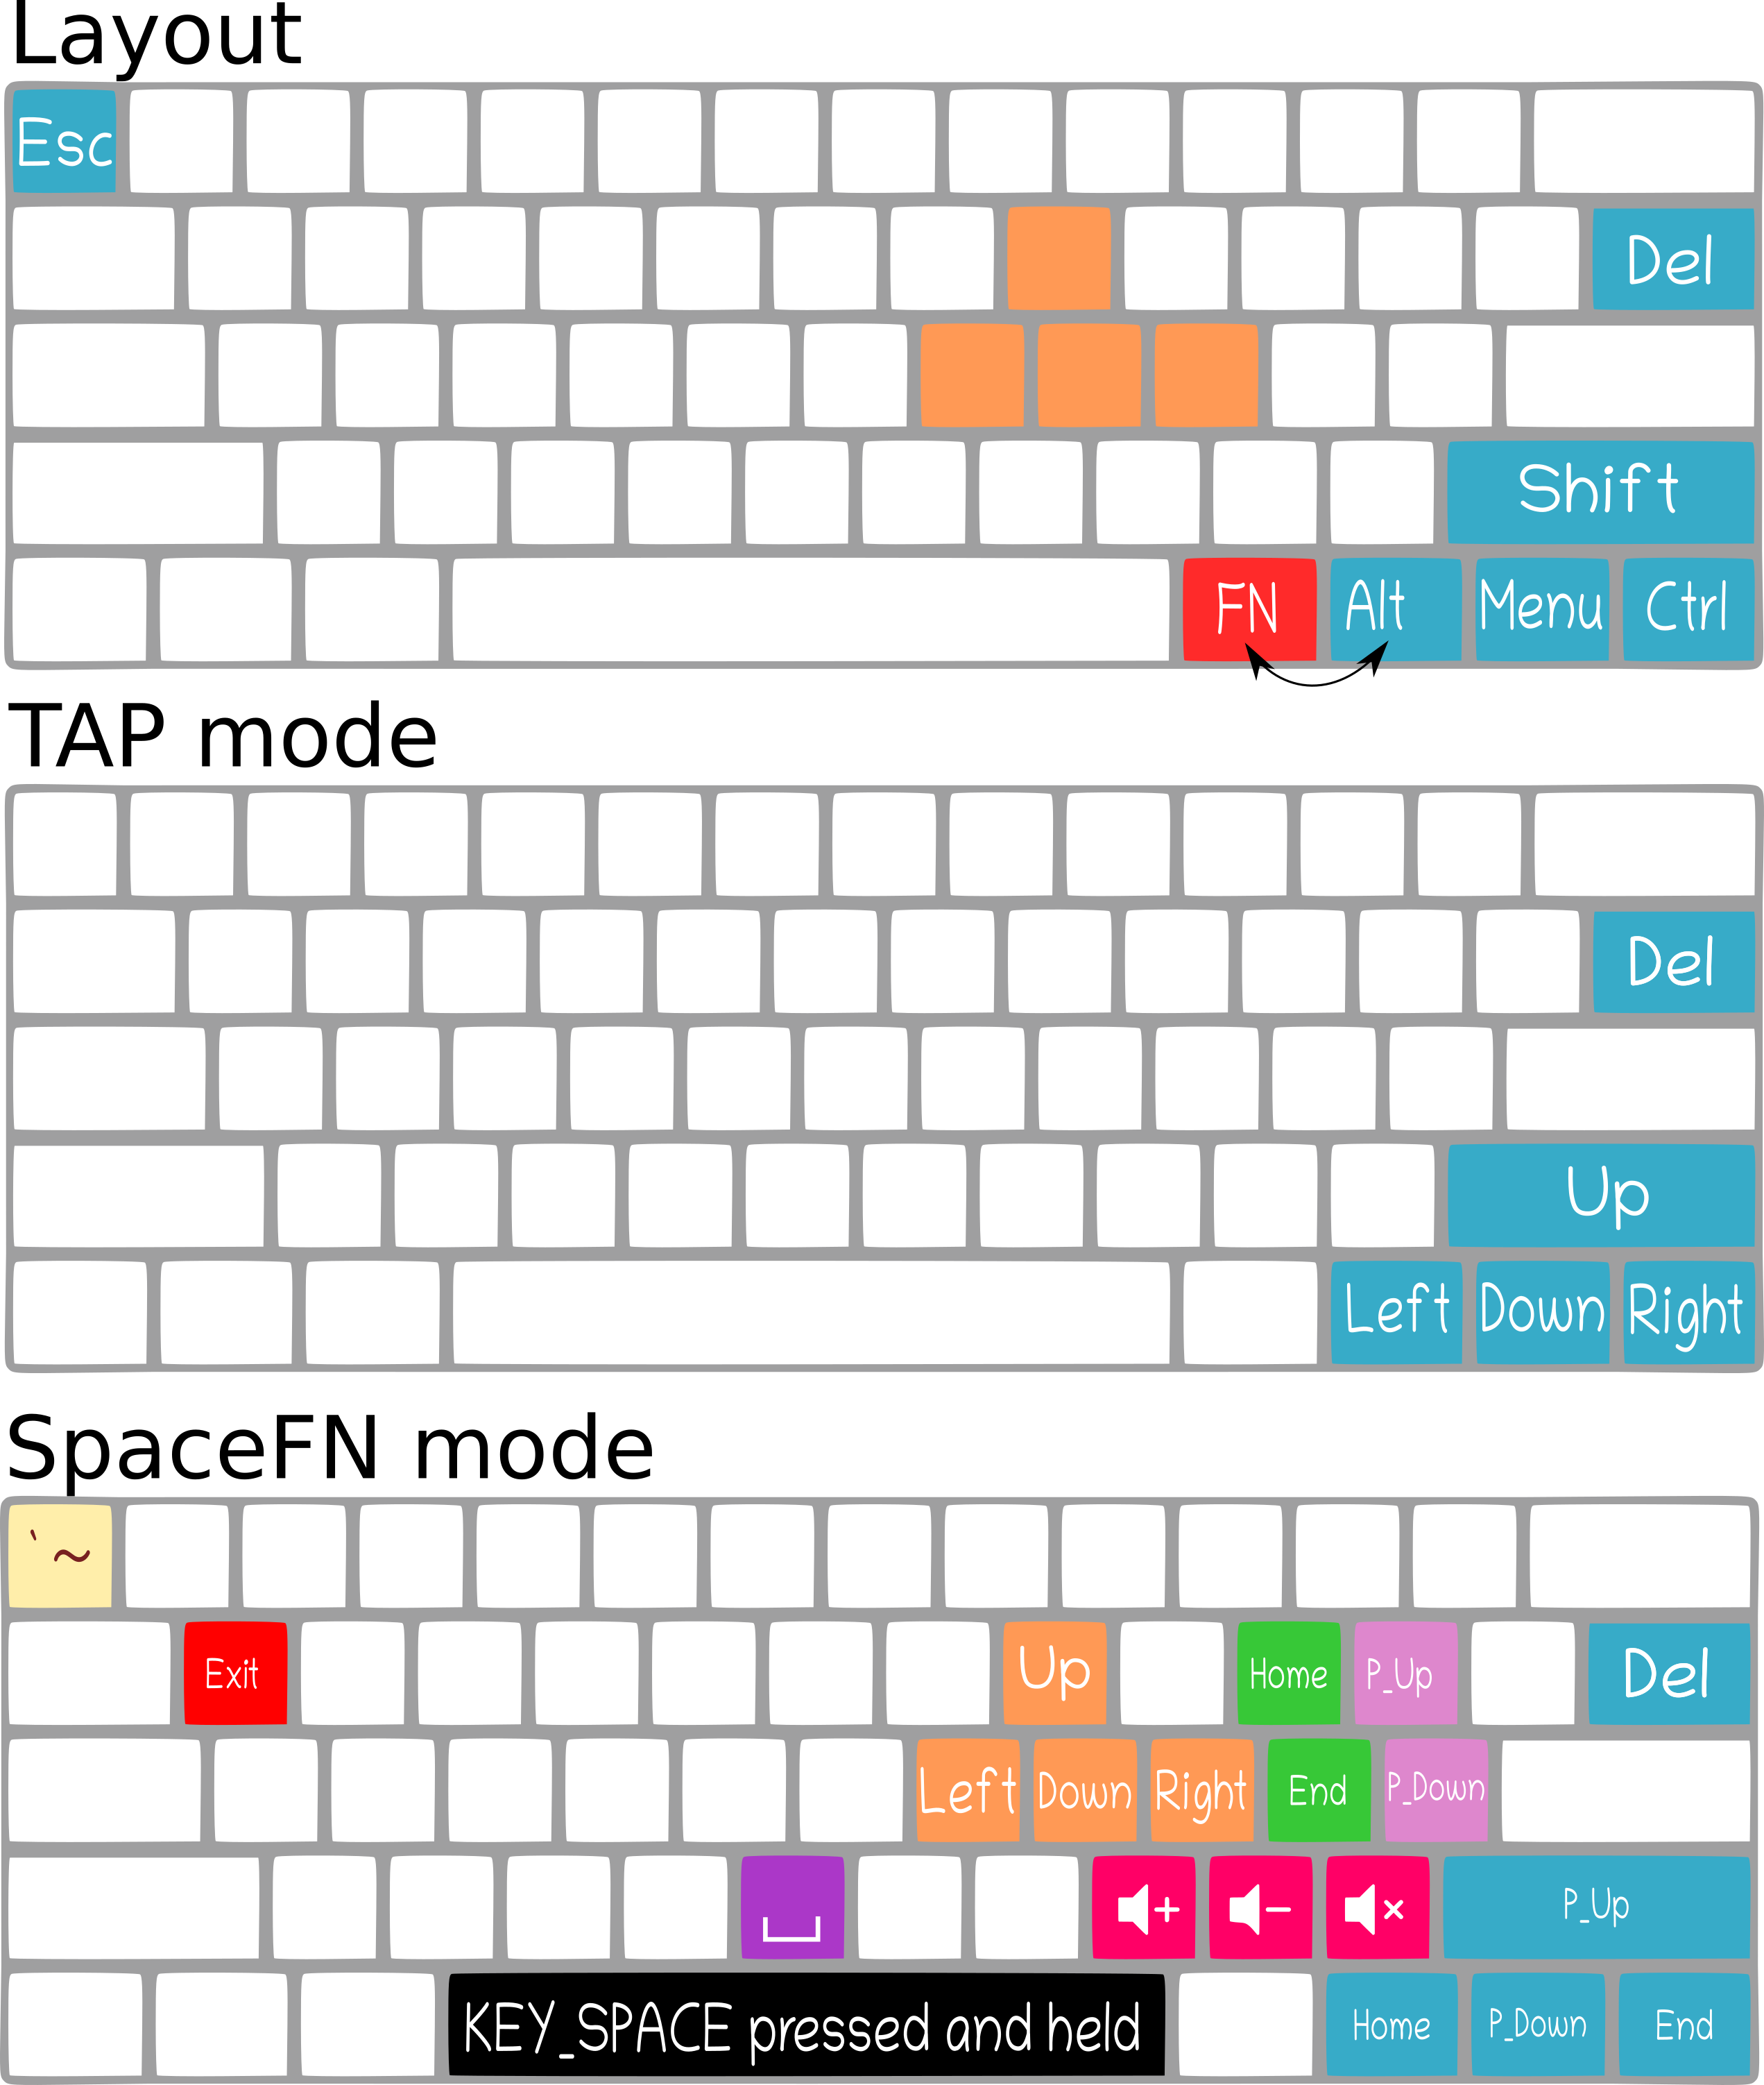 Layout
Esc
Del
Shift
FN Alt Menu Ctrl
TAP mode
Del
Up
Left Down Right
SpaceFN mode
` ~
Exit Up Home P_Up Del
Left Down Right End P_Down
+ - × P_Up
KEY_SPACE pressed and held Home P_Down End